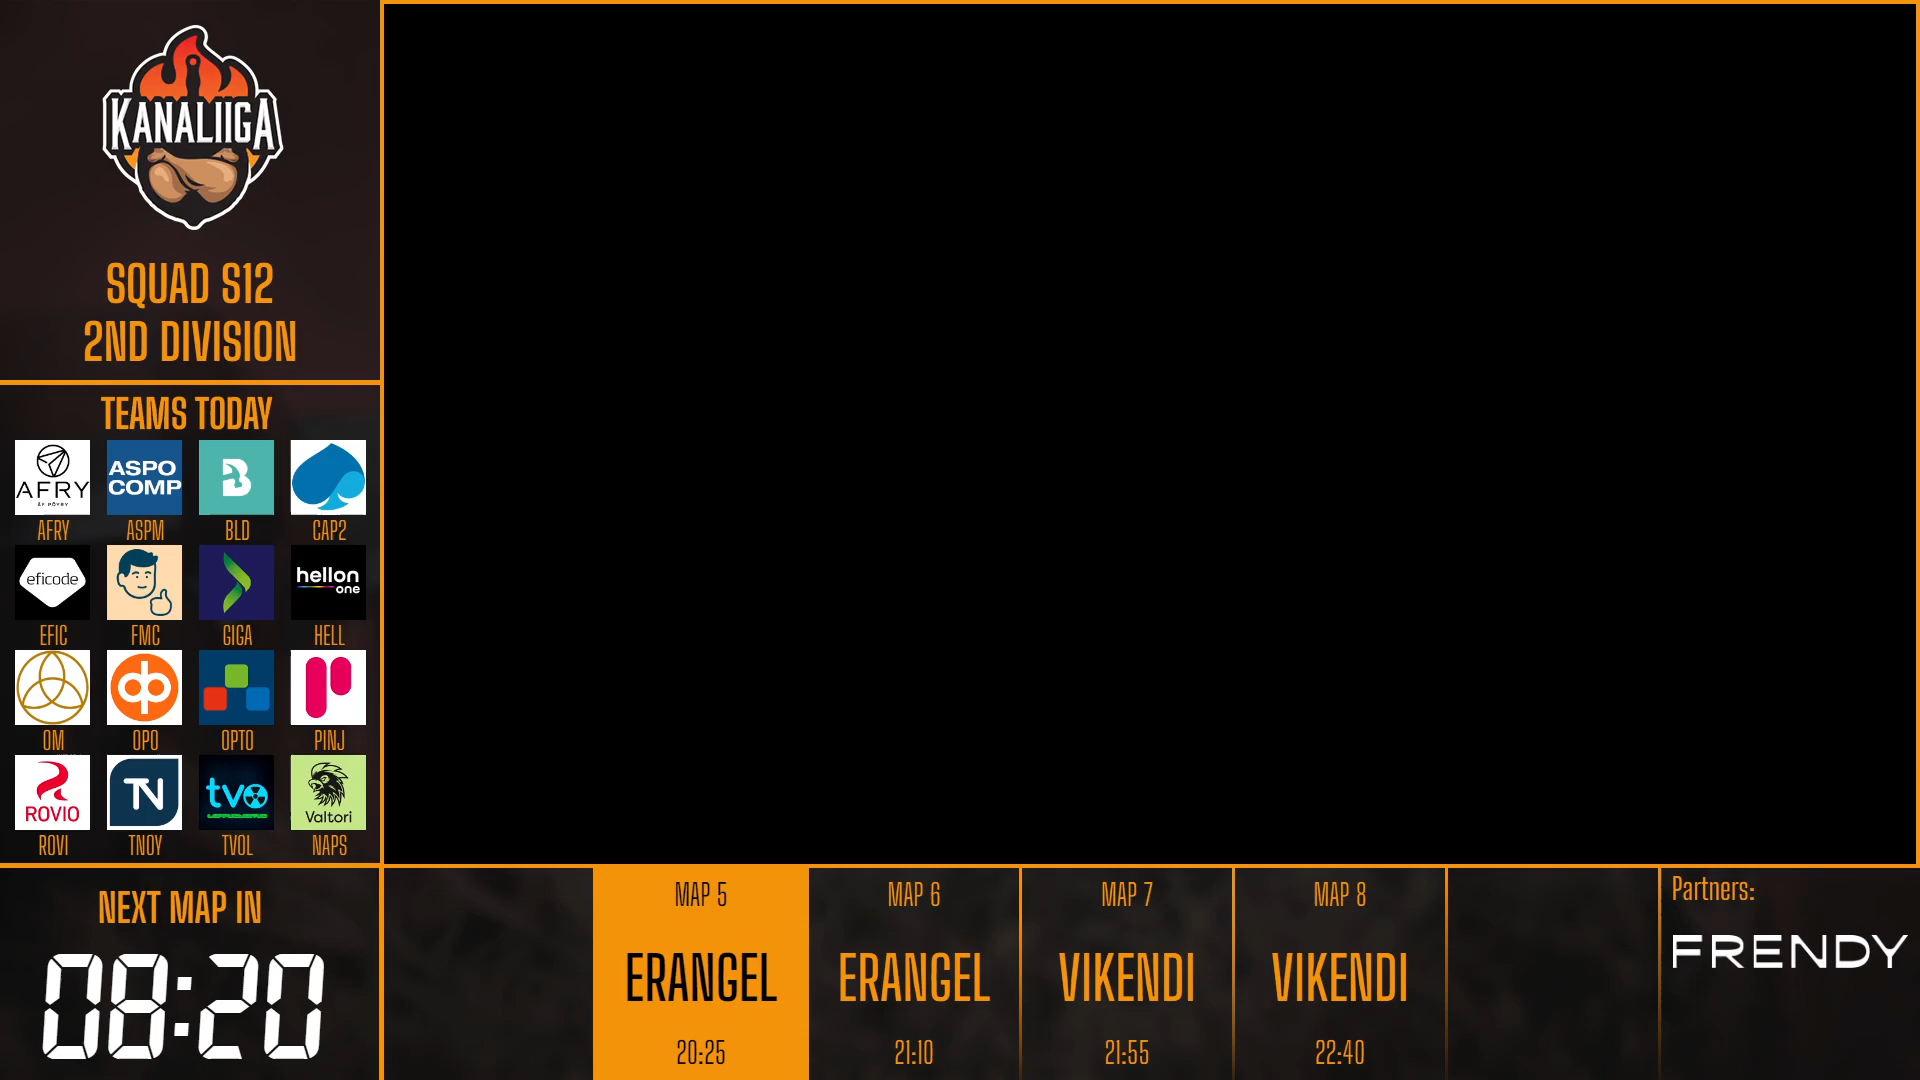 KANALIIGA
SQUAD S12
2ND DIVISION
TEAMS TODAY
AFRY
ÅF PÖYRY
AFRY
ASPO
COMP
ASPM
B
BLD
CAP2
eficode
EFIC
FMC
GIGA
hellon
one
HELL
OM
OPO
OPTO
PINJ
ROVIO
ROVI
TN
TNOY
tvo
TVOL
Valtori
NAPS
NEXT MAP IN
08:20
MAP 5
ERANGEL
20:25
MAP 6
ERANGEL
21:10
MAP 7
VIKENDI
21:55
MAP 8
VIKENDI
22:40
Partners:
FRENDY